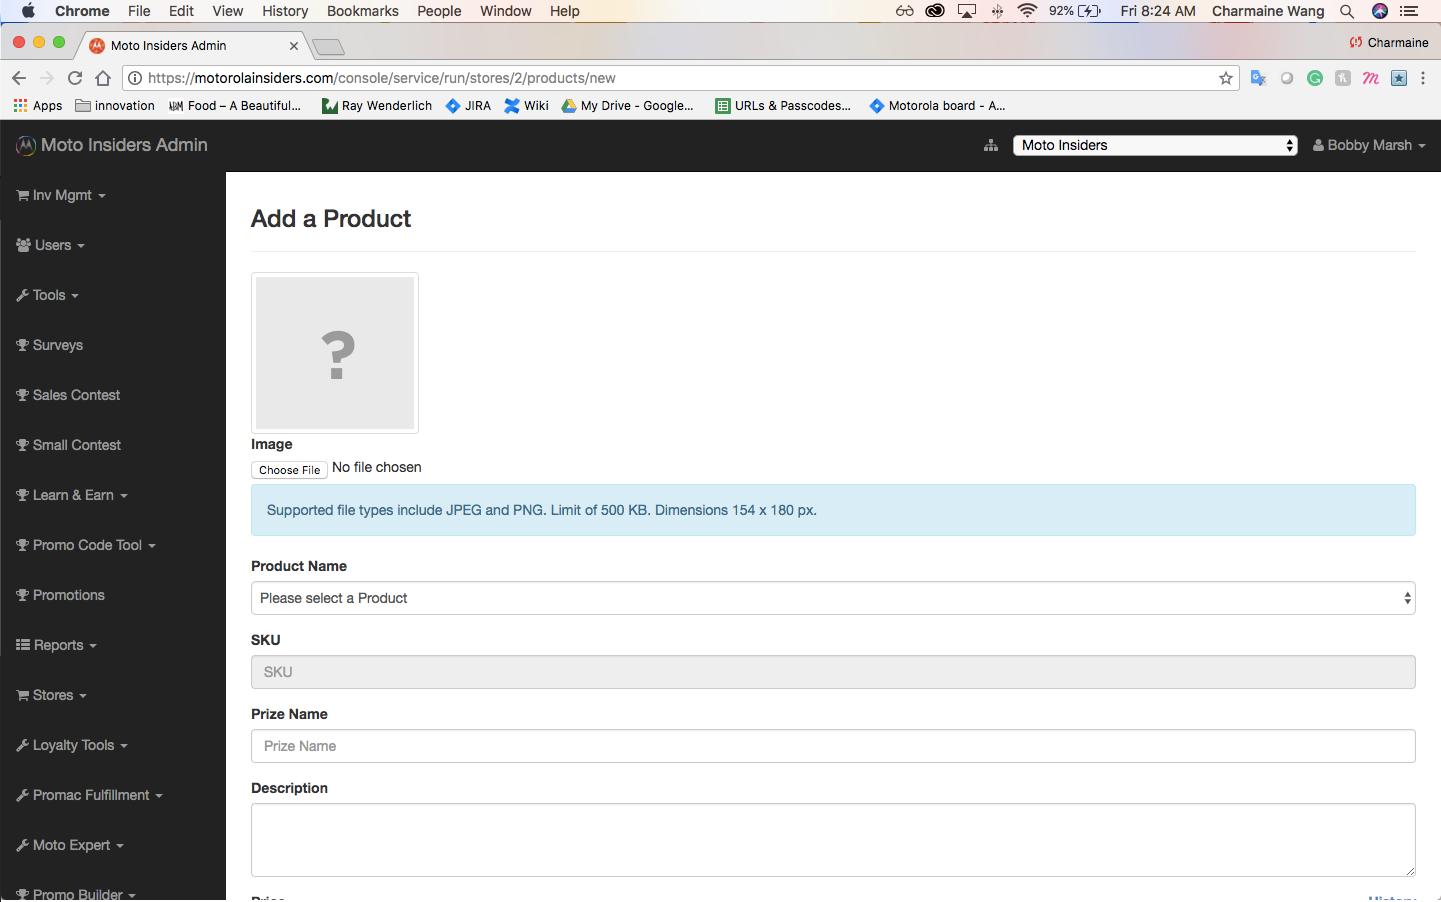 Chrome File Edit View History Bookmarks People Window Help 92% Fri 8:24 AM Charmaine Wang
Moto Insiders Admin Charmaine
https://motorolainsiders.com/console/service/run/stores/2/products/new
Apps innovation ABM Food – A Beautiful... Ray Wenderlich JIRA Wiki My Drive - Google... URLs & Passcodes... Motorola board - A...
Moto Insiders Admin Moto Insiders Bobby Marsh
Inv Mgmt
Users
Tools
Surveys
Sales Contest
Small Contest
Learn & Earn
Promo Code Tool
Promotions
Reports
Stores
Loyalty Tools
Promac Fulfillment
Moto Expert
Promo Builder
Add a Product
?
Image
Choose File No file chosen
Supported file types include JPEG and PNG. Limit of 500 KB. Dimensions 154 x 180 px.
Product Name
Please select a Product
SKU
SKU
Prize Name
Prize Name
Description
Price History